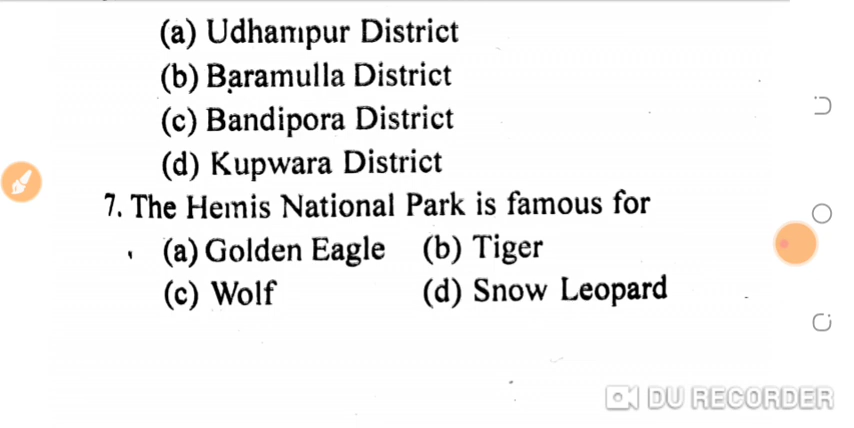 (a) Udhampur District
(b) Baramulla District
(c) Bandipora District
(d) Kupwara District
7. The Hemis National Park is famous for
(a) Golden Eagle (b) Tiger
(c) Wolf (d) Snow Leopard
DU RECORDER